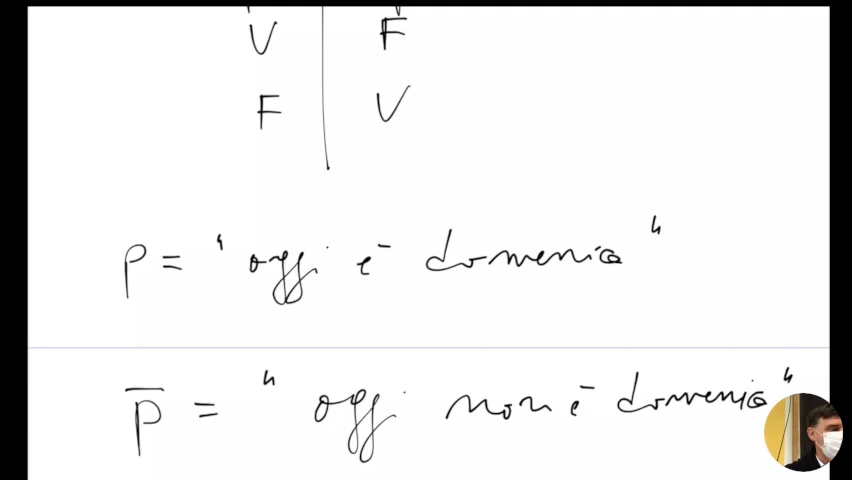 V F
F V
p = "oggi è domenica"
p̅ = "oggi non è domenica"